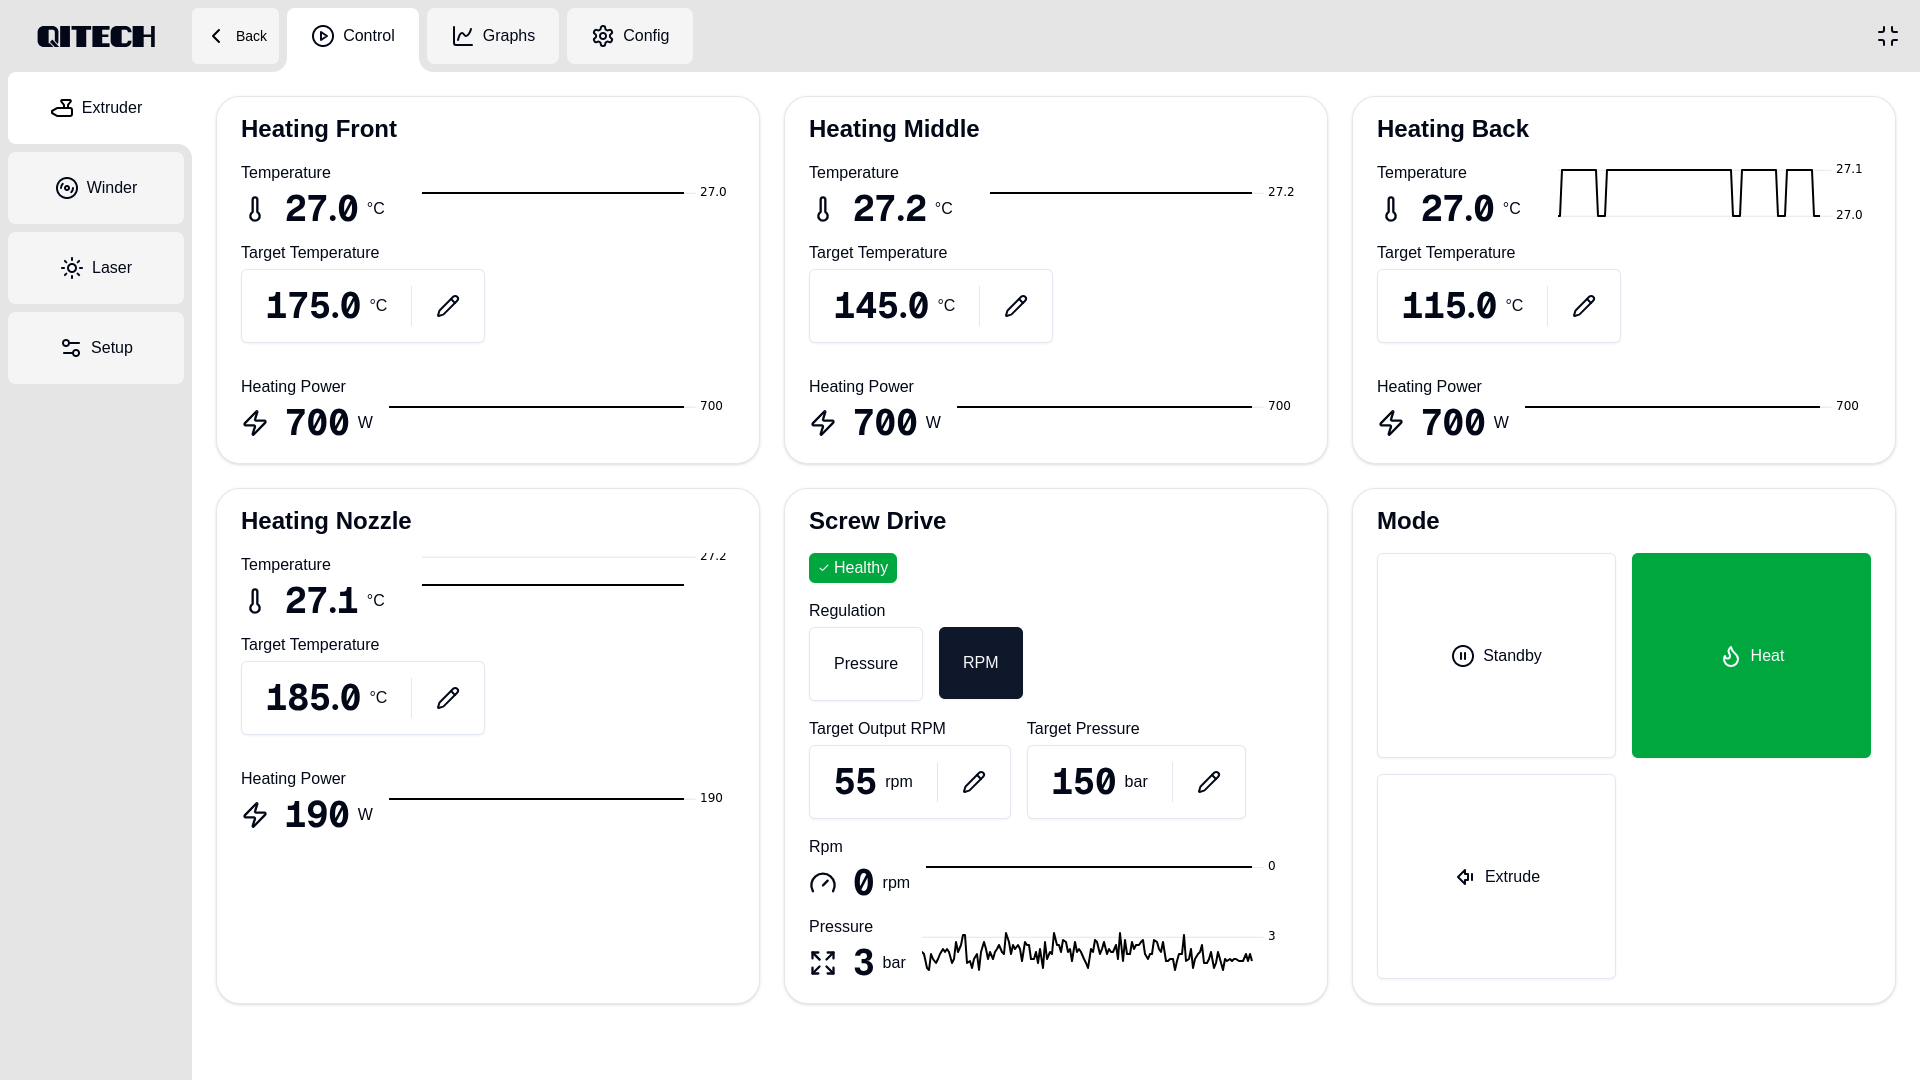 QITECH
Back
Control
Graphs
Config
Extruder
Winder
Laser
Setup
Heating Front
Temperature
27.0 °C
27.0
Target Temperature
175.0 °C
Heating Power
700 W
700
Heating Middle
Temperature
27.2 °C
27.2
Target Temperature
145.0 °C
Heating Power
700 W
700
Heating Back
Temperature
27.0 °C
27.1
27.0
Target Temperature
115.0 °C
Heating Power
700 W
700
Heating Nozzle
Temperature
27.1 °C
27.2
Target Temperature
185.0 °C
Heating Power
190 W
190
Screw Drive
Healthy
Regulation
Pressure
RPM
Target Output RPM
55 rpm
Target Pressure
150 bar
Rpm
0 rpm
0
Pressure
3 bar
3
Mode
Standby
Heat
Extrude